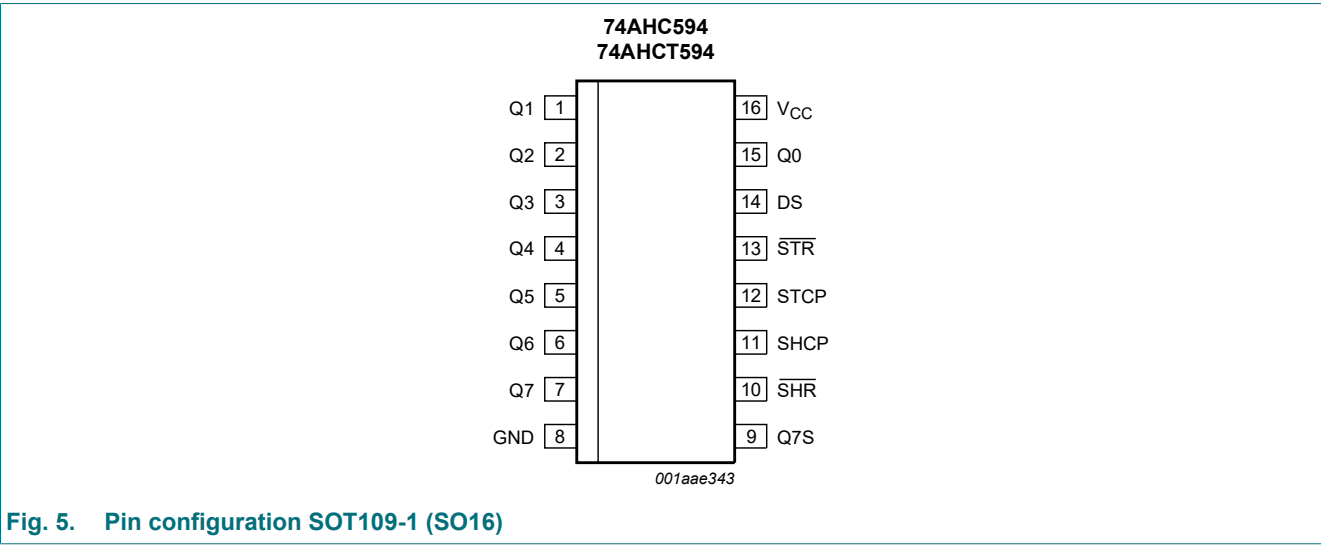 74AHC594
74AHCT594
Q1 1 16 VCC
Q2 2 15 Q0
Q3 3 14 DS
Q4 4 13 S̅T̅R̅
Q5 5 12 STCP
Q6 6 11 SHCP
Q7 7 10 S̅H̅R̅
GND 8 9 Q7S
001aae343
Fig. 5. Pin configuration SOT109-1 (SO16)